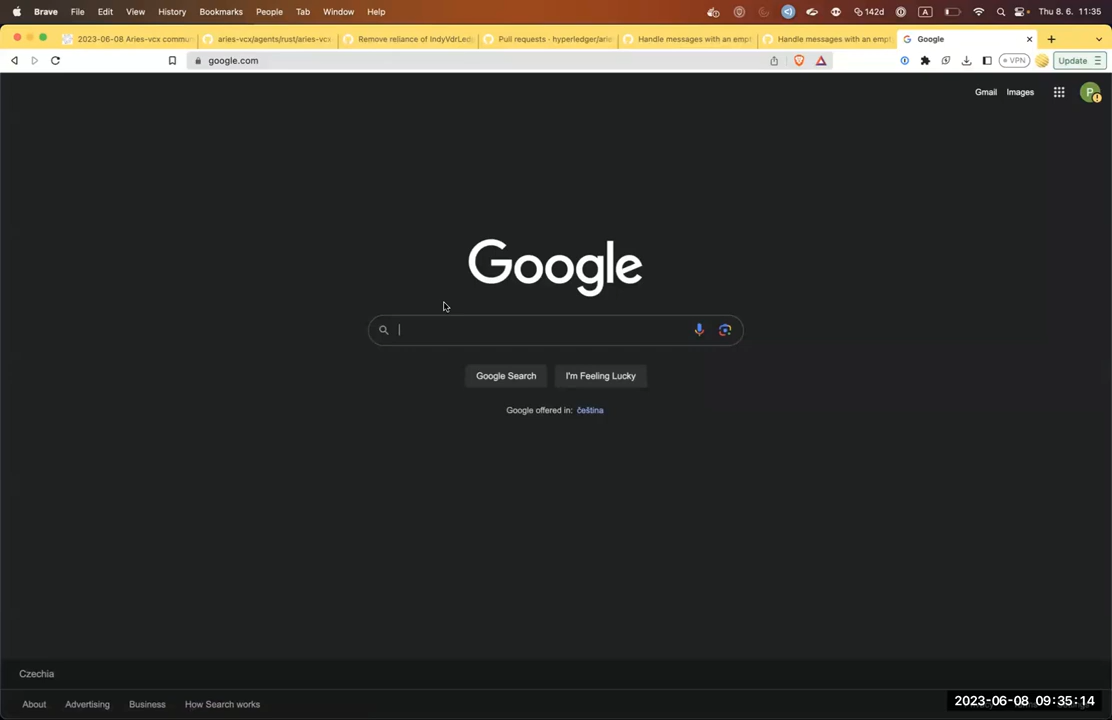 Brave File Edit View History Bookmarks People Tab Window Help 142d A Thu 8. 6. 11:35
2023-06-08 Aries-vcx commun aries-vcx/agents/rust/aries-vcx Remove reliance of IndyVdrLed Pull requests · hyperledger/arie Handle messages with an empt Handle messages with an empt Google
google.com VPN Update
Gmail Images P
Google
Google Search I'm Feeling Lucky
Google offered in: čeština
Czechia
About Advertising Business How Search works
2023-06-08 09:35:14